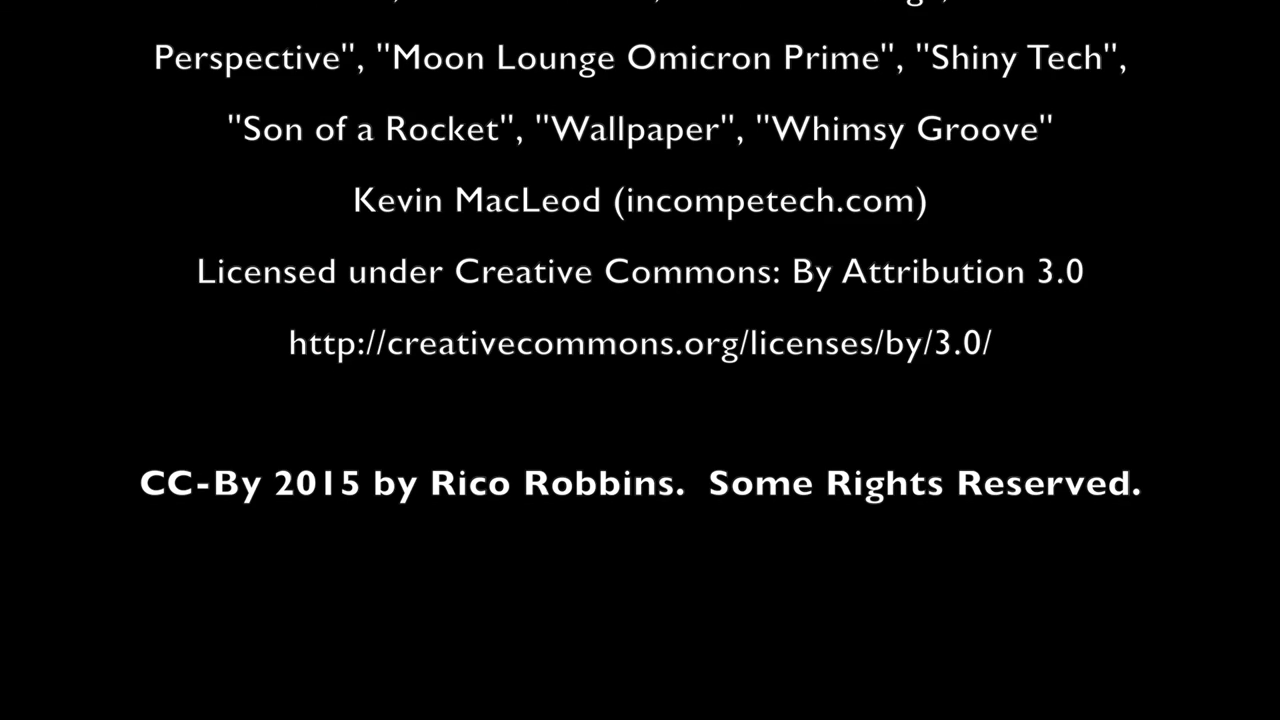 Perspective", "Moon Lounge Omicron Prime", "Shiny Tech",
"Son of a Rocket", "Wallpaper", "Whimsy Groove"
Kevin MacLeod (incompetech.com)
Licensed under Creative Commons: By Attribution 3.0
http://creativecommons.org/licenses/by/3.0/
CC-By 2015 by Rico Robbins.  Some Rights Reserved.